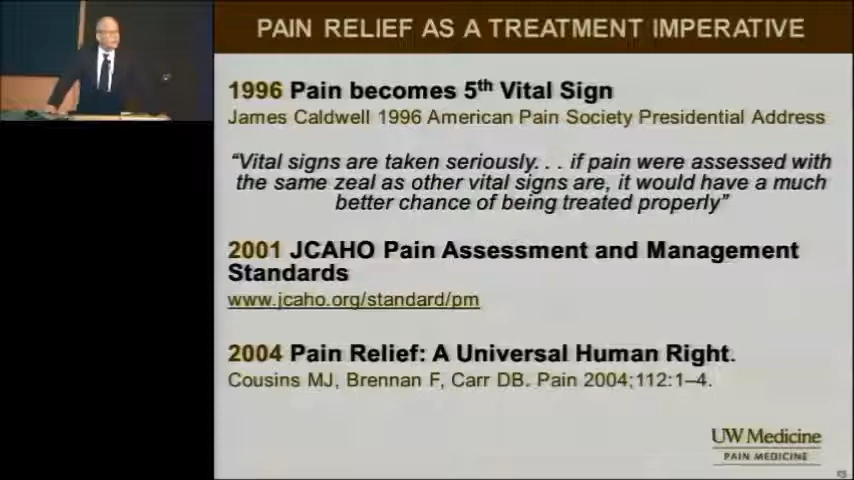 PAIN RELIEF AS A TREATMENT IMPERATIVE
1996 Pain becomes 5th Vital Sign
James Caldwell 1996 American Pain Society Presidential Address
“Vital signs are taken seriously. . . if pain were assessed with
the same zeal as other vital signs are, it would have a much
better chance of being treated properly”
2001 JCAHO Pain Assessment and Management
Standards
www.jcaho.org/standard/pm
2004 Pain Relief: A Universal Human Right.
Cousins MJ, Brennan F, Carr DB. Pain 2004;112:1–4.
UW Medicine
PAIN MEDICINE